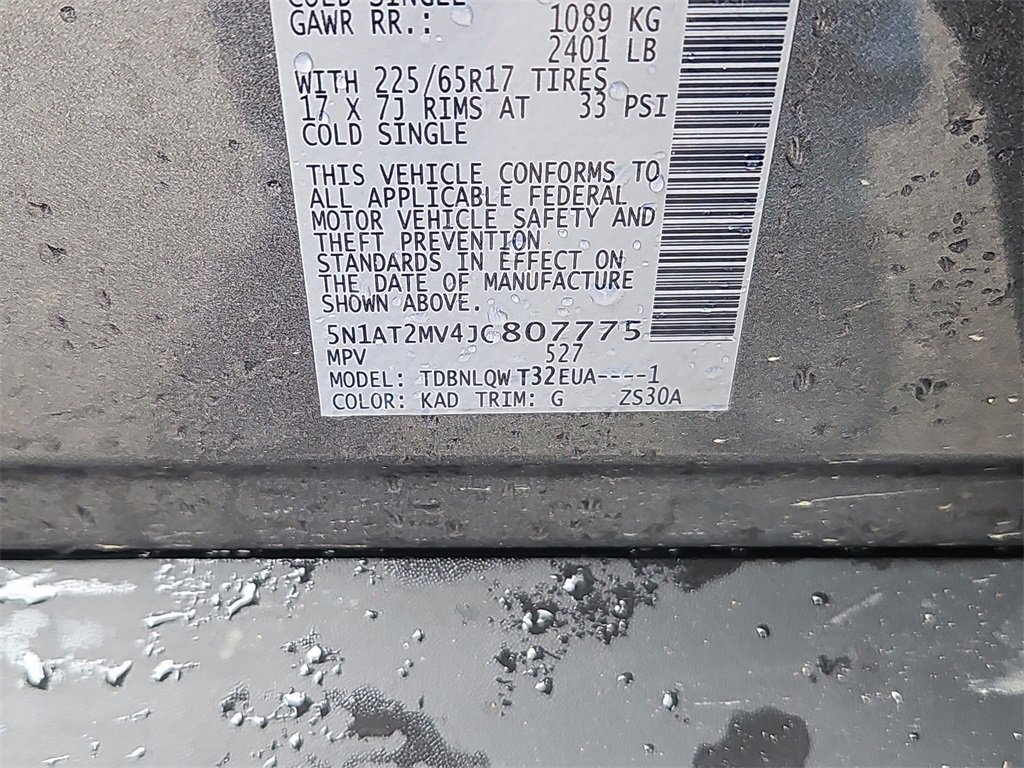 COLD SINGLE
GAWR RR.: 1089 KG
2401 LB
WITH 225/65R17 TIRES
17 X 7J RIMS AT 33 PSI
COLD SINGLE
THIS VEHICLE CONFORMS TO
ALL APPLICABLE FEDERAL
MOTOR VEHICLE SAFETY AND
THEFT PREVENTION
STANDARDS IN EFFECT ON
THE DATE OF MANUFACTURE
SHOWN ABOVE.
5N1AT2MV4JC807775
MPV 527
MODEL: TDBNLQW T32EUA----1
COLOR: KAD TRIM: G ZS30A